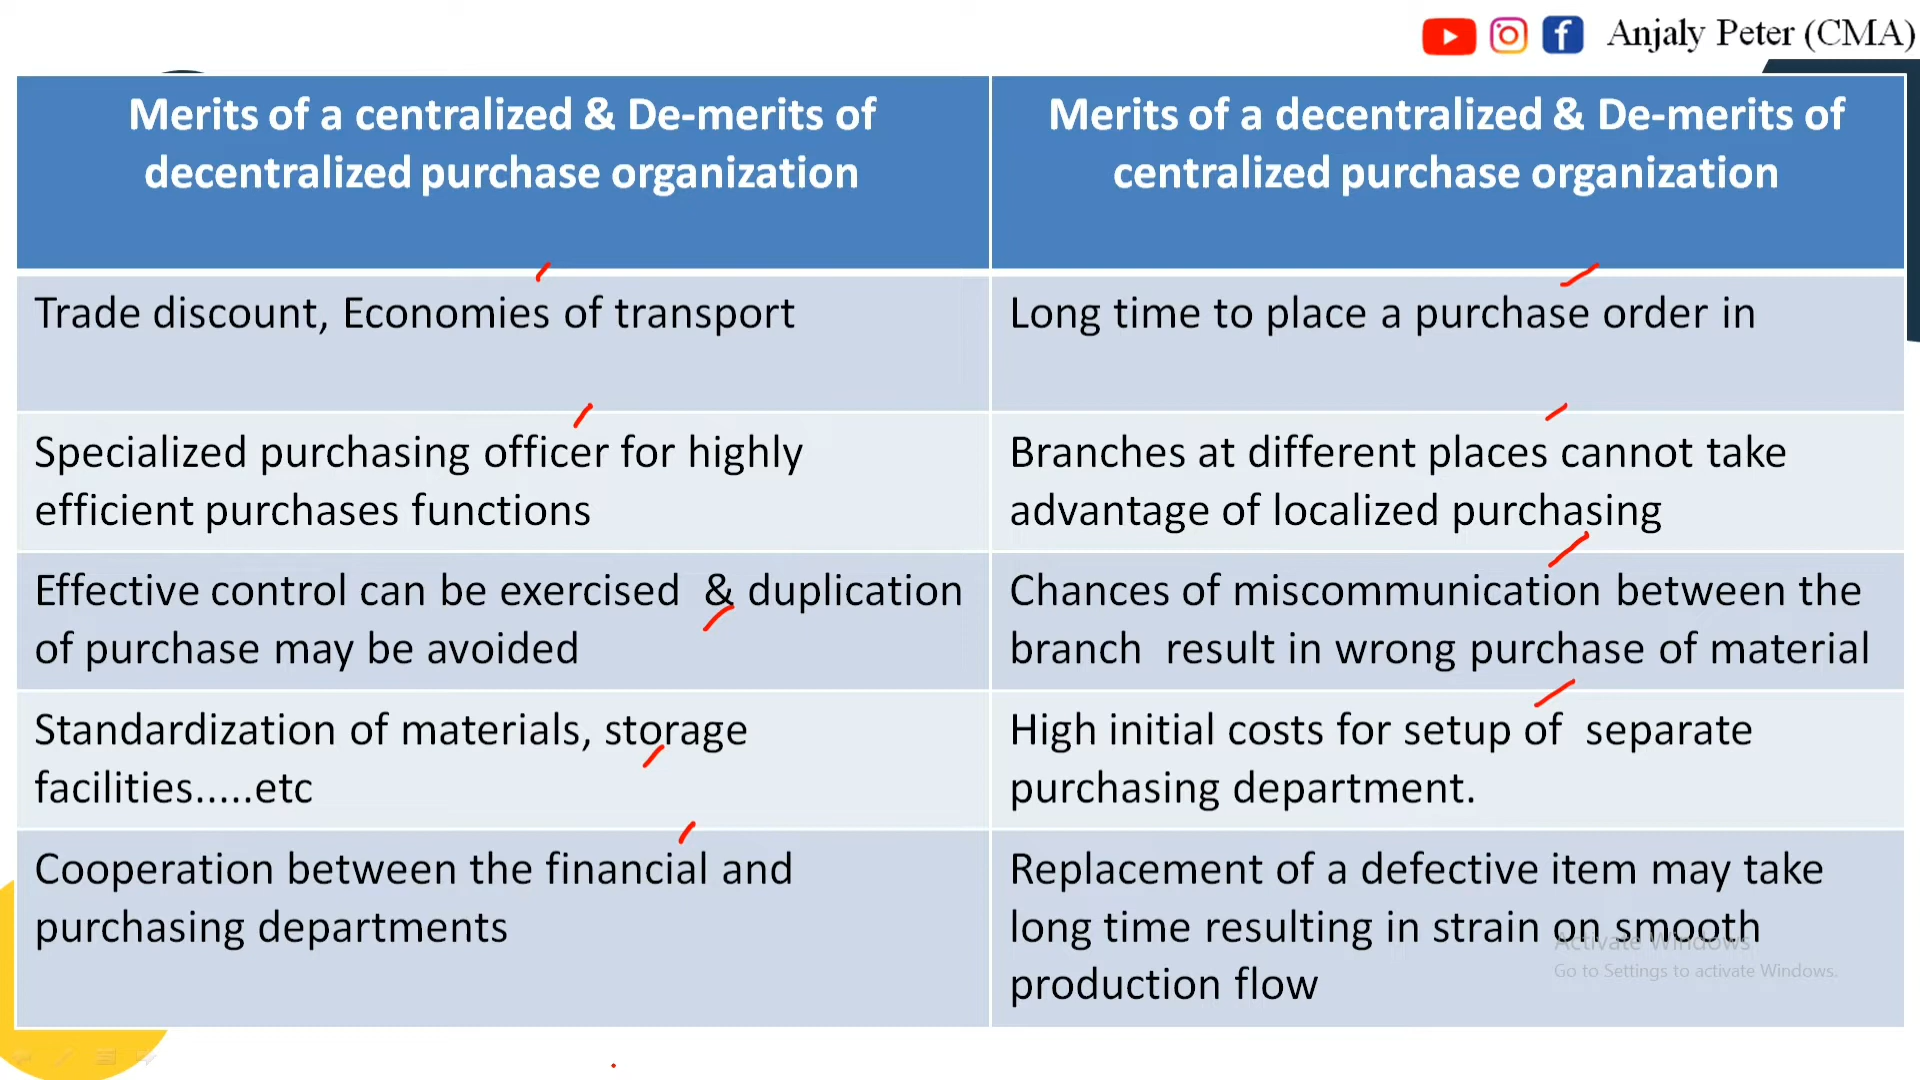 Anjaly Peter (CMA)
Merits of a centralized & De-merits of
decentralized purchase organization
Merits of a decentralized & De-merits of
centralized purchase organization
Trade discount, Economies of transport
Long time to place a purchase order in
Specialized purchasing officer for highly
efficient purchases functions
Branches at different places cannot take
advantage of localized purchasing
Effective control can be exercised & duplication
of purchase may be avoided
Chances of miscommunication between the
branch result in wrong purchase of material
Standardization of materials, storage
facilities.....etc
High initial costs for setup of separate
purchasing department.
Cooperation between the financial and
purchasing departments
Replacement of a defective item may take
long time resulting in strain on smooth
production flow
Activate Windows
Go to Settings to activate Windows.